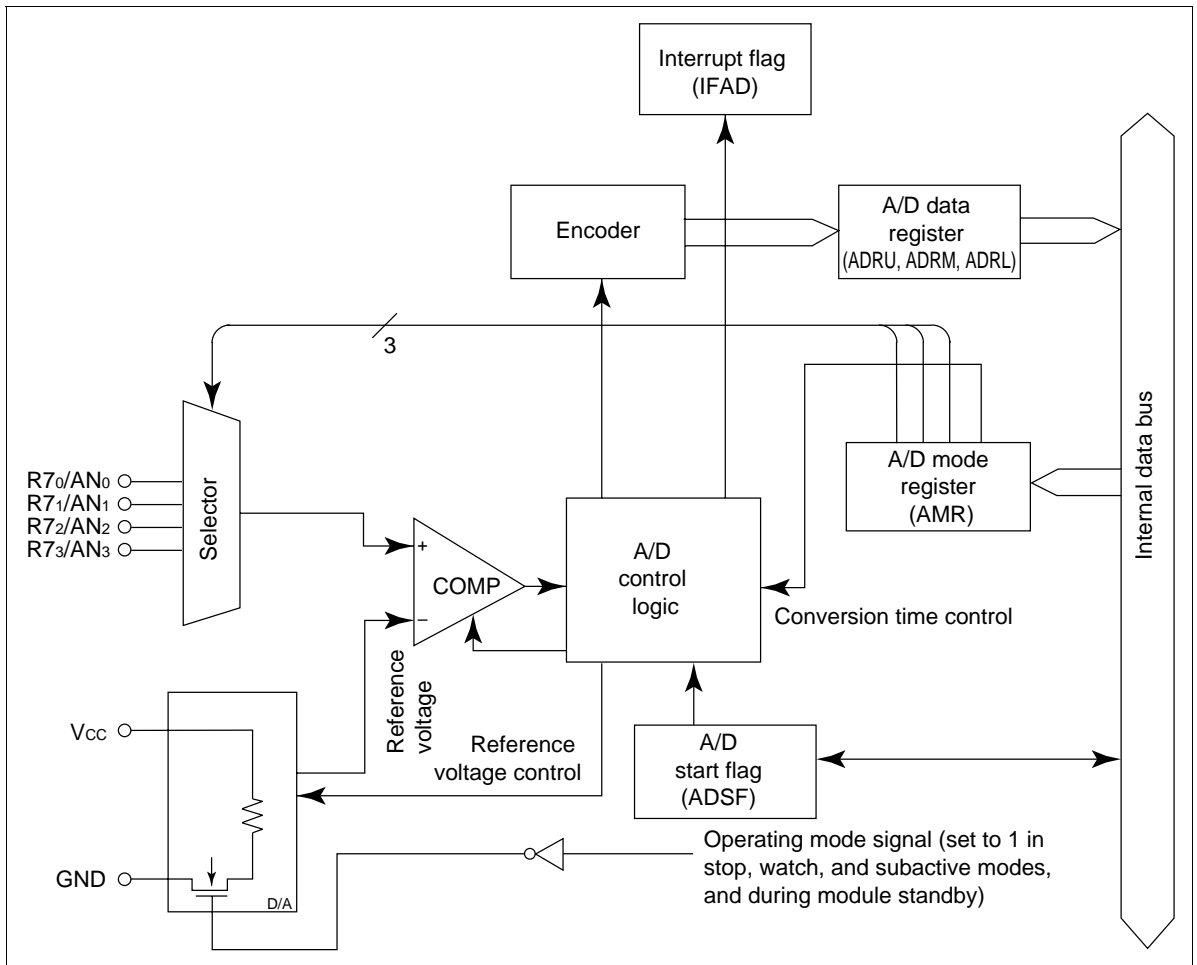 Interrupt flag
(IFAD)
Encoder
A/D data
register
(ADRU, ADRM, ADRL)
3
Internal data bus
A/D mode
register
(AMR)
R70/AN0
R71/AN1
R72/AN2
R73/AN3
Selector
+
COMP
−
A/D
control
logic
Conversion time control
Reference
voltage
VCC
Reference
voltage control
A/D
start flag
(ADSF)
GND
D/A
Operating mode signal (set to 1 in
stop, watch, and subactive modes,
and during module standby)